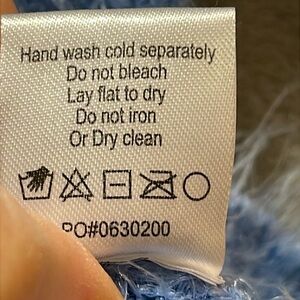 Hand wash cold separately
Do not bleach
Lay flat to dry
Do not iron
Or Dry clean
PO#0630200